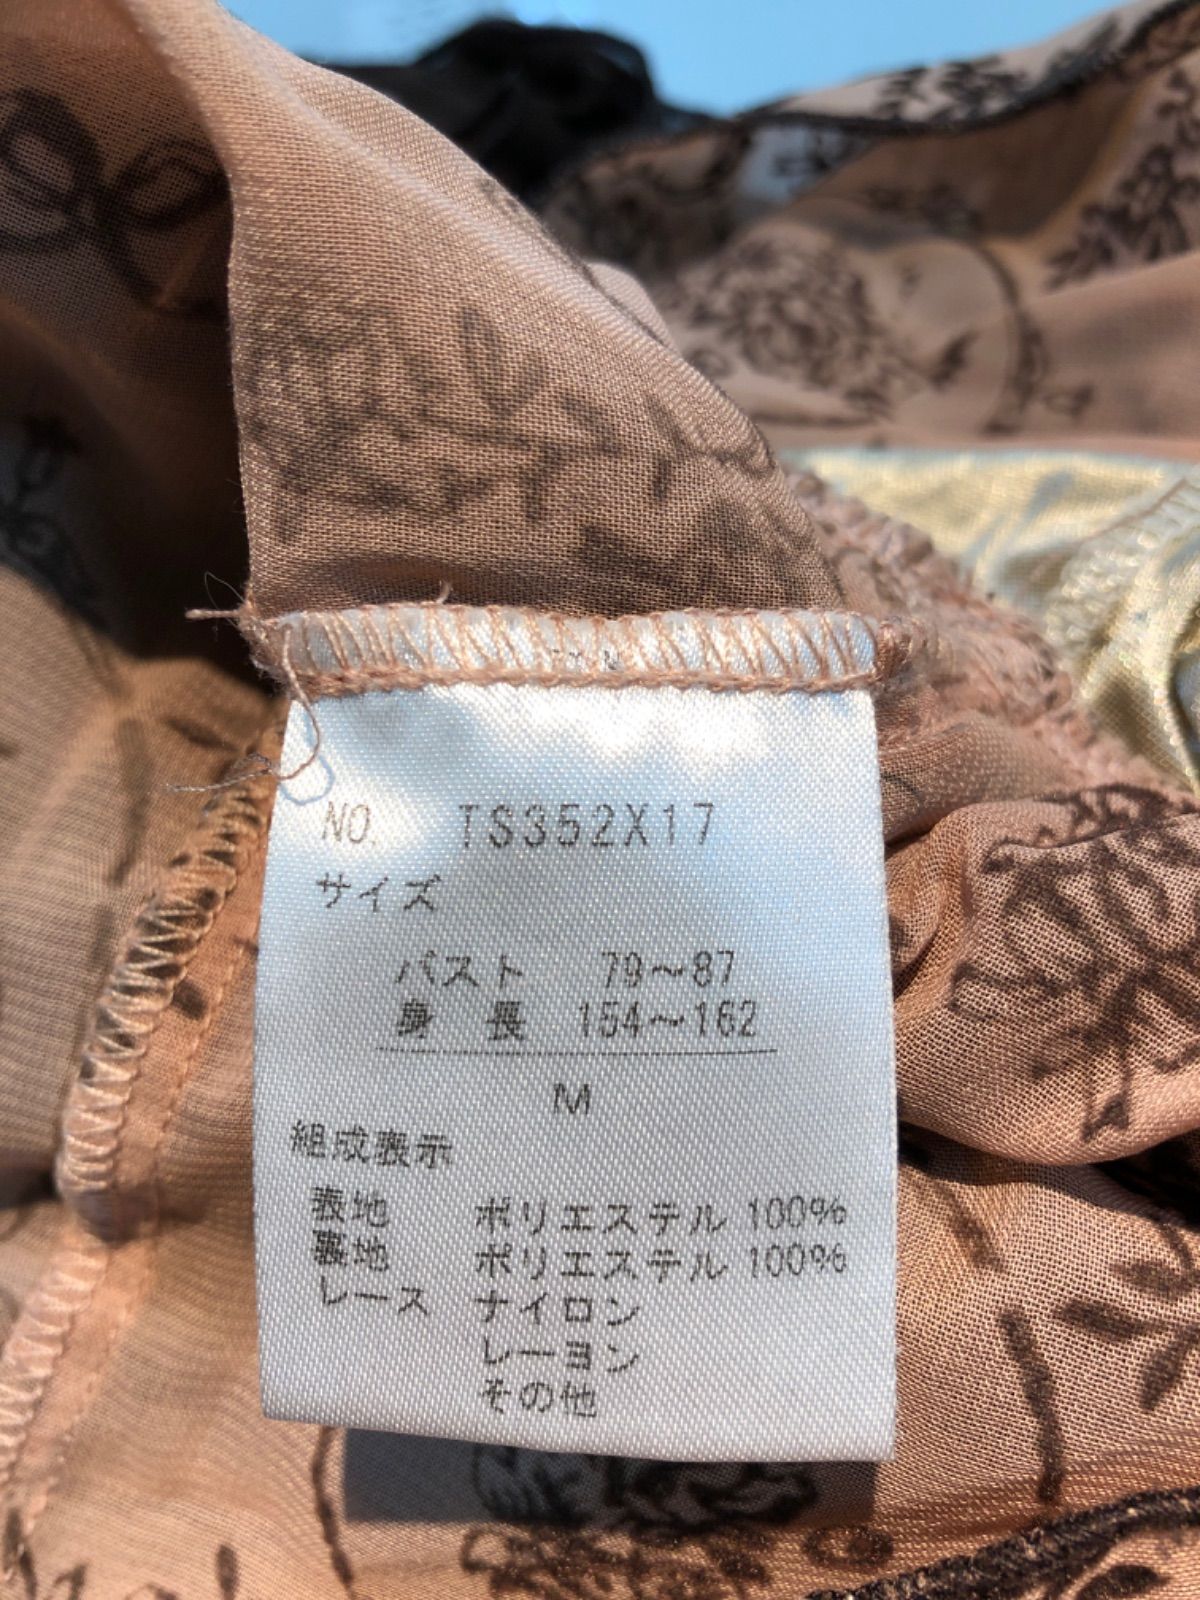 NO. TS352X17
サイズ
バスト 79～87
身長 154～162
M
組成表示
表地 ポリエステル 100%
裏地 ポリエステル 100%
レース ナイロン
レーヨン
その他